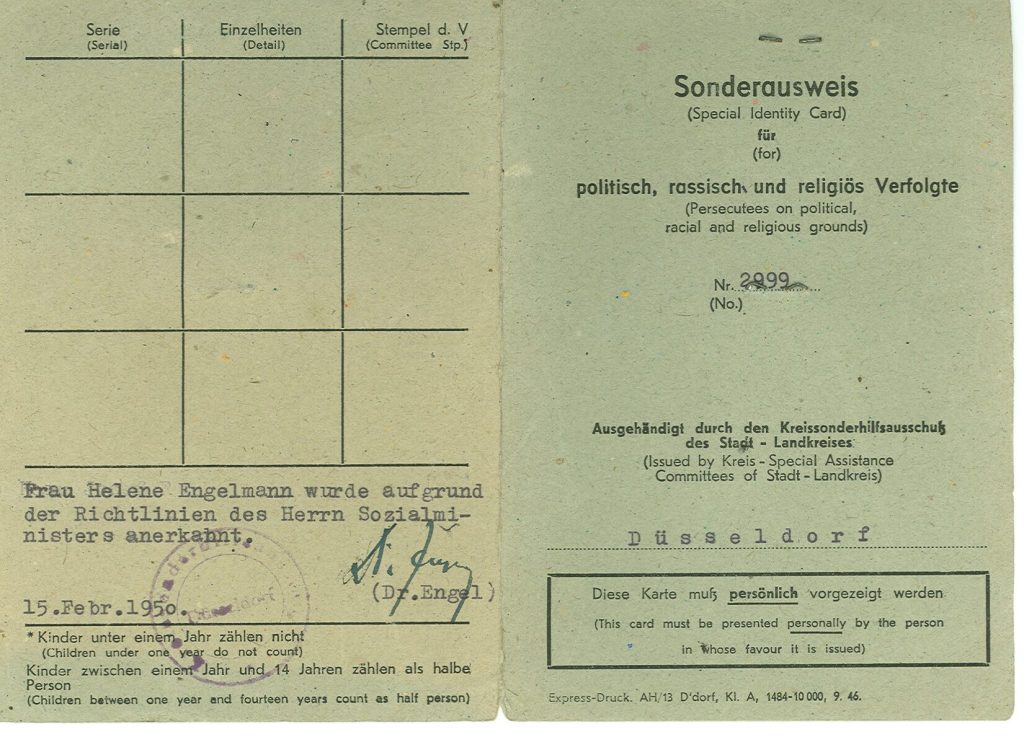 Serie Einzelheiten Stempel d. V
(Serial) (Detail) (Committee Stp.)
Frau Helene Engelmann wurde aufgrund
der Richtlinien des Herrn Sozialmi-
nisters anerkannt.
(Dr.Engel)
15.Febr.1950.
Düsseldorf
* Kinder unter einem Jahr zählen nicht
(Children under one year do not count)
Kinder zwischen einem Jahr und 14 Jahren zählen als halbe
Person
(Children between one year and fourteen years count as half person)
Sonderausweis
(Special Identity Card)
für
(for)
politisch, rassisch und religiös Verfolgte
(Persecutees on political,
racial and religious grounds)
Nr. 2999
(No.)
Ausgehändigt durch den Kreissonderhilfsausschuß
des Stadt - Landkreises
(Issued by Kreis - Special Assistance
Committees of Stadt - Landkreis)
Düsseldorf
Diese Karte muß persönlich vorgezeigt werden
(This card must be presented personally by the person
in whose favour it is issued)
Express-Druck. AH/13 D'dorf, Kl. A, 1484-10 000, 9. 46.